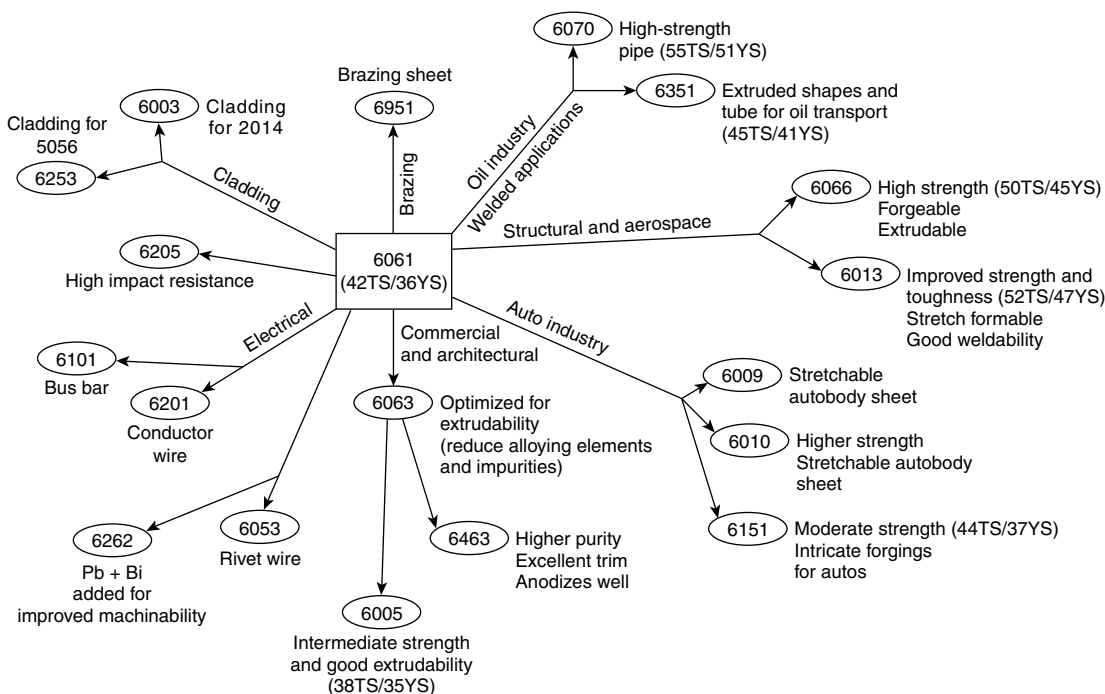 6070
High-strength
pipe (55TS/51YS)
6351
Extruded shapes and
tube for oil transport
(45TS/41YS)
Oil industry
Welded applications
Brazing sheet
6951
Brazing
6003
Cladding
for 2014
Cladding for
5056
6253
Cladding
6066
High strength (50TS/45YS)
Forgeable
Extrudable
Structural and aerospace
6013
Improved strength and
toughness (52TS/47YS)
Stretch formable
Good weldability
6205
High impact resistance
6061
(42TS/36YS)
Electrical
6101
Bus bar
6201
Conductor
wire
Commercial
and architectural
Auto industry
6063
Optimized for
extrudability
(reduce alloying elements
and impurities)
6009
Stretchable
autobody sheet
6010
Higher strength
Stretchable autobody
sheet
6151
Moderate strength (44TS/37YS)
Intricate forgings
for autos
6262
Pb + Bi
added for
improved machinability
6053
Rivet wire
6463
Higher purity
Excellent trim
Anodizes well
6005
Intermediate strength
and good extrudability
(38TS/35YS)